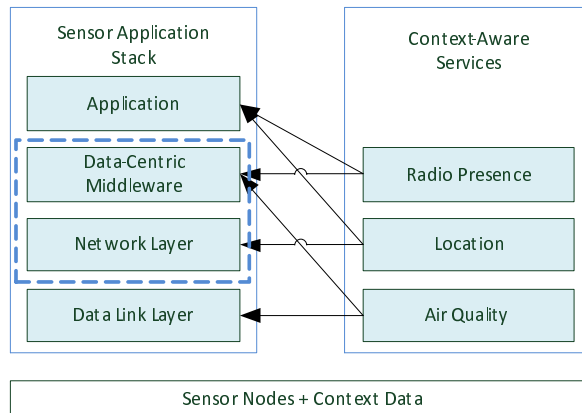 Sensor Application
Stack
Application
Data-Centric
Middleware
Network Layer
Data Link Layer
Context-Aware
Services
Radio Presence
Location
Air Quality
Sensor Nodes + Context Data